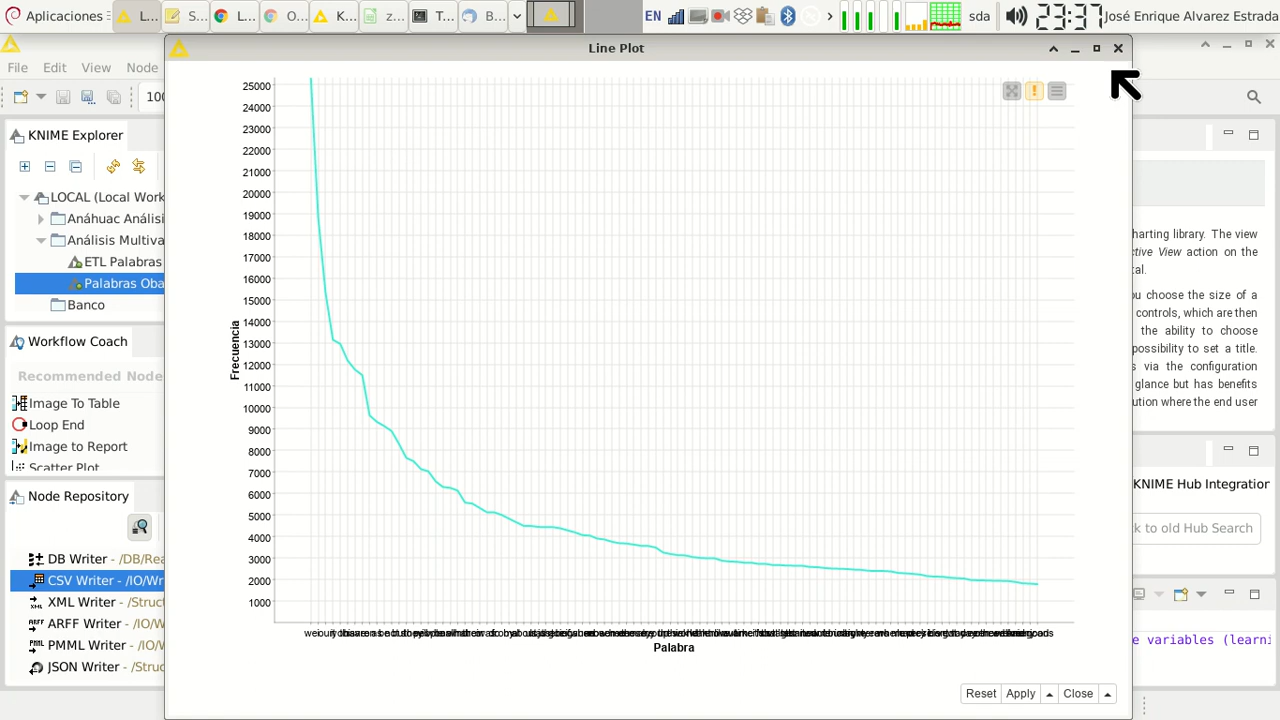 Aplicaciones
L...
S...
L...
O...
K...
z...
T...
B...
EN
sda
23:37
José Enrique Alvarez Estrada
Line Plot
File Edit View Node
100
KNIME Explorer
LOCAL (Local Work
Anáhuac Análisi
Análisis Multiva
ETL Palabras
Palabras Oba
Banco
Workflow Coach
Recommended Node
Image To Table
Loop End
Image to Report
Scatter Plot
Node Repository
DB Writer - /DB/Rea
CSV Writer - /IO/Wr
XML Writer - /Struct
ARFF Writer - /IO/W
PMML Writer - /IO/W
JSON Writer - /Struc
25000
24000
23000
22000
21000
20000
19000
18000
17000
16000
15000
14000
13000
12000
11000
10000
9000
8000
7000
6000
5000
4000
3000
2000
1000
Frecuencia
Palabra
Reset
Apply
Close
harting library. The view
ctive View action on the
tal.
ou choose the size of a
controls, which are then
the ability to choose
possibility to set a title.
s via the configuration
glance but has benefits
ution where the end user
KNIME Hub Integration
ck to old Hub Search
e variables (learni